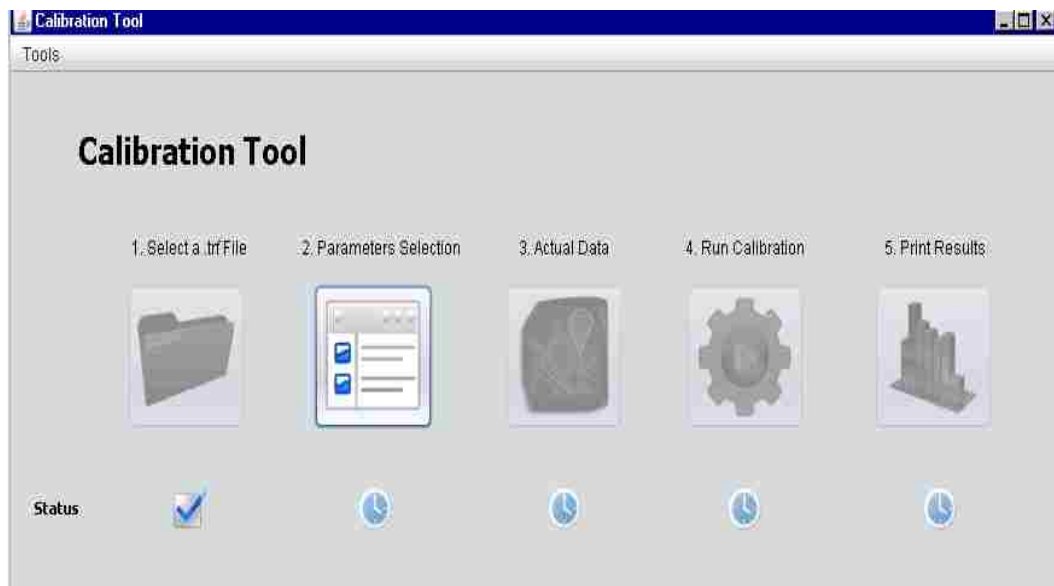 Calibration Tool
Tools
Calibration Tool
1. Select a .trf File
2. Parameters Selection
3. Actual Data
4. Run Calibration
5. Print Results
Status